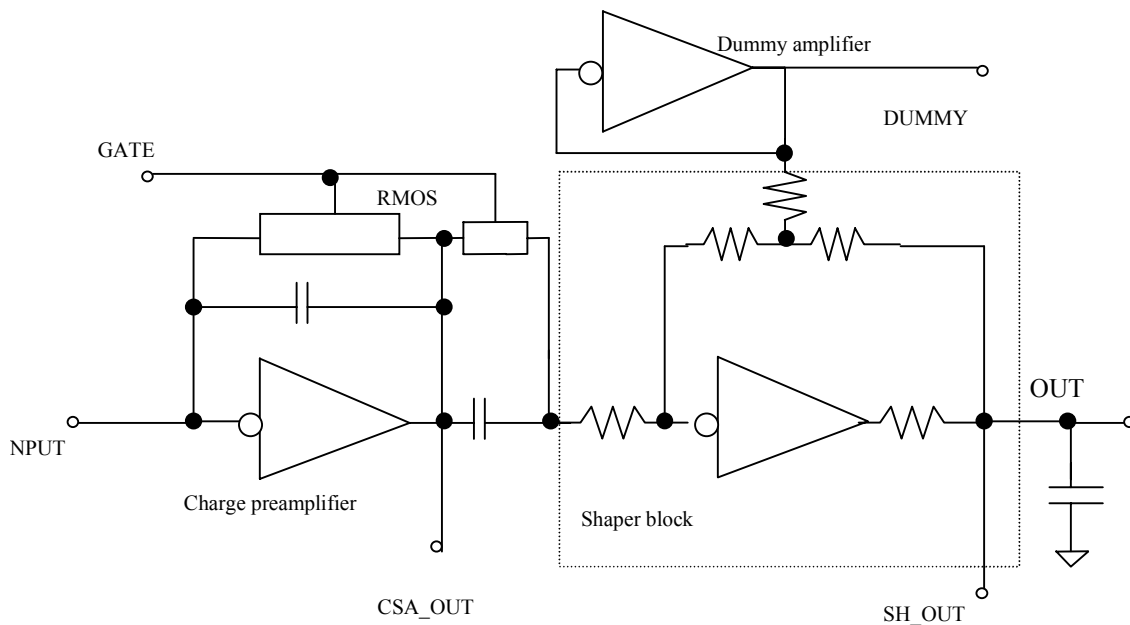 Dummy amplifier
DUMMY
GATE
RMOS
OUT
NPUT
Charge preamplifier
Shaper block
CSA_OUT
SH_OUT